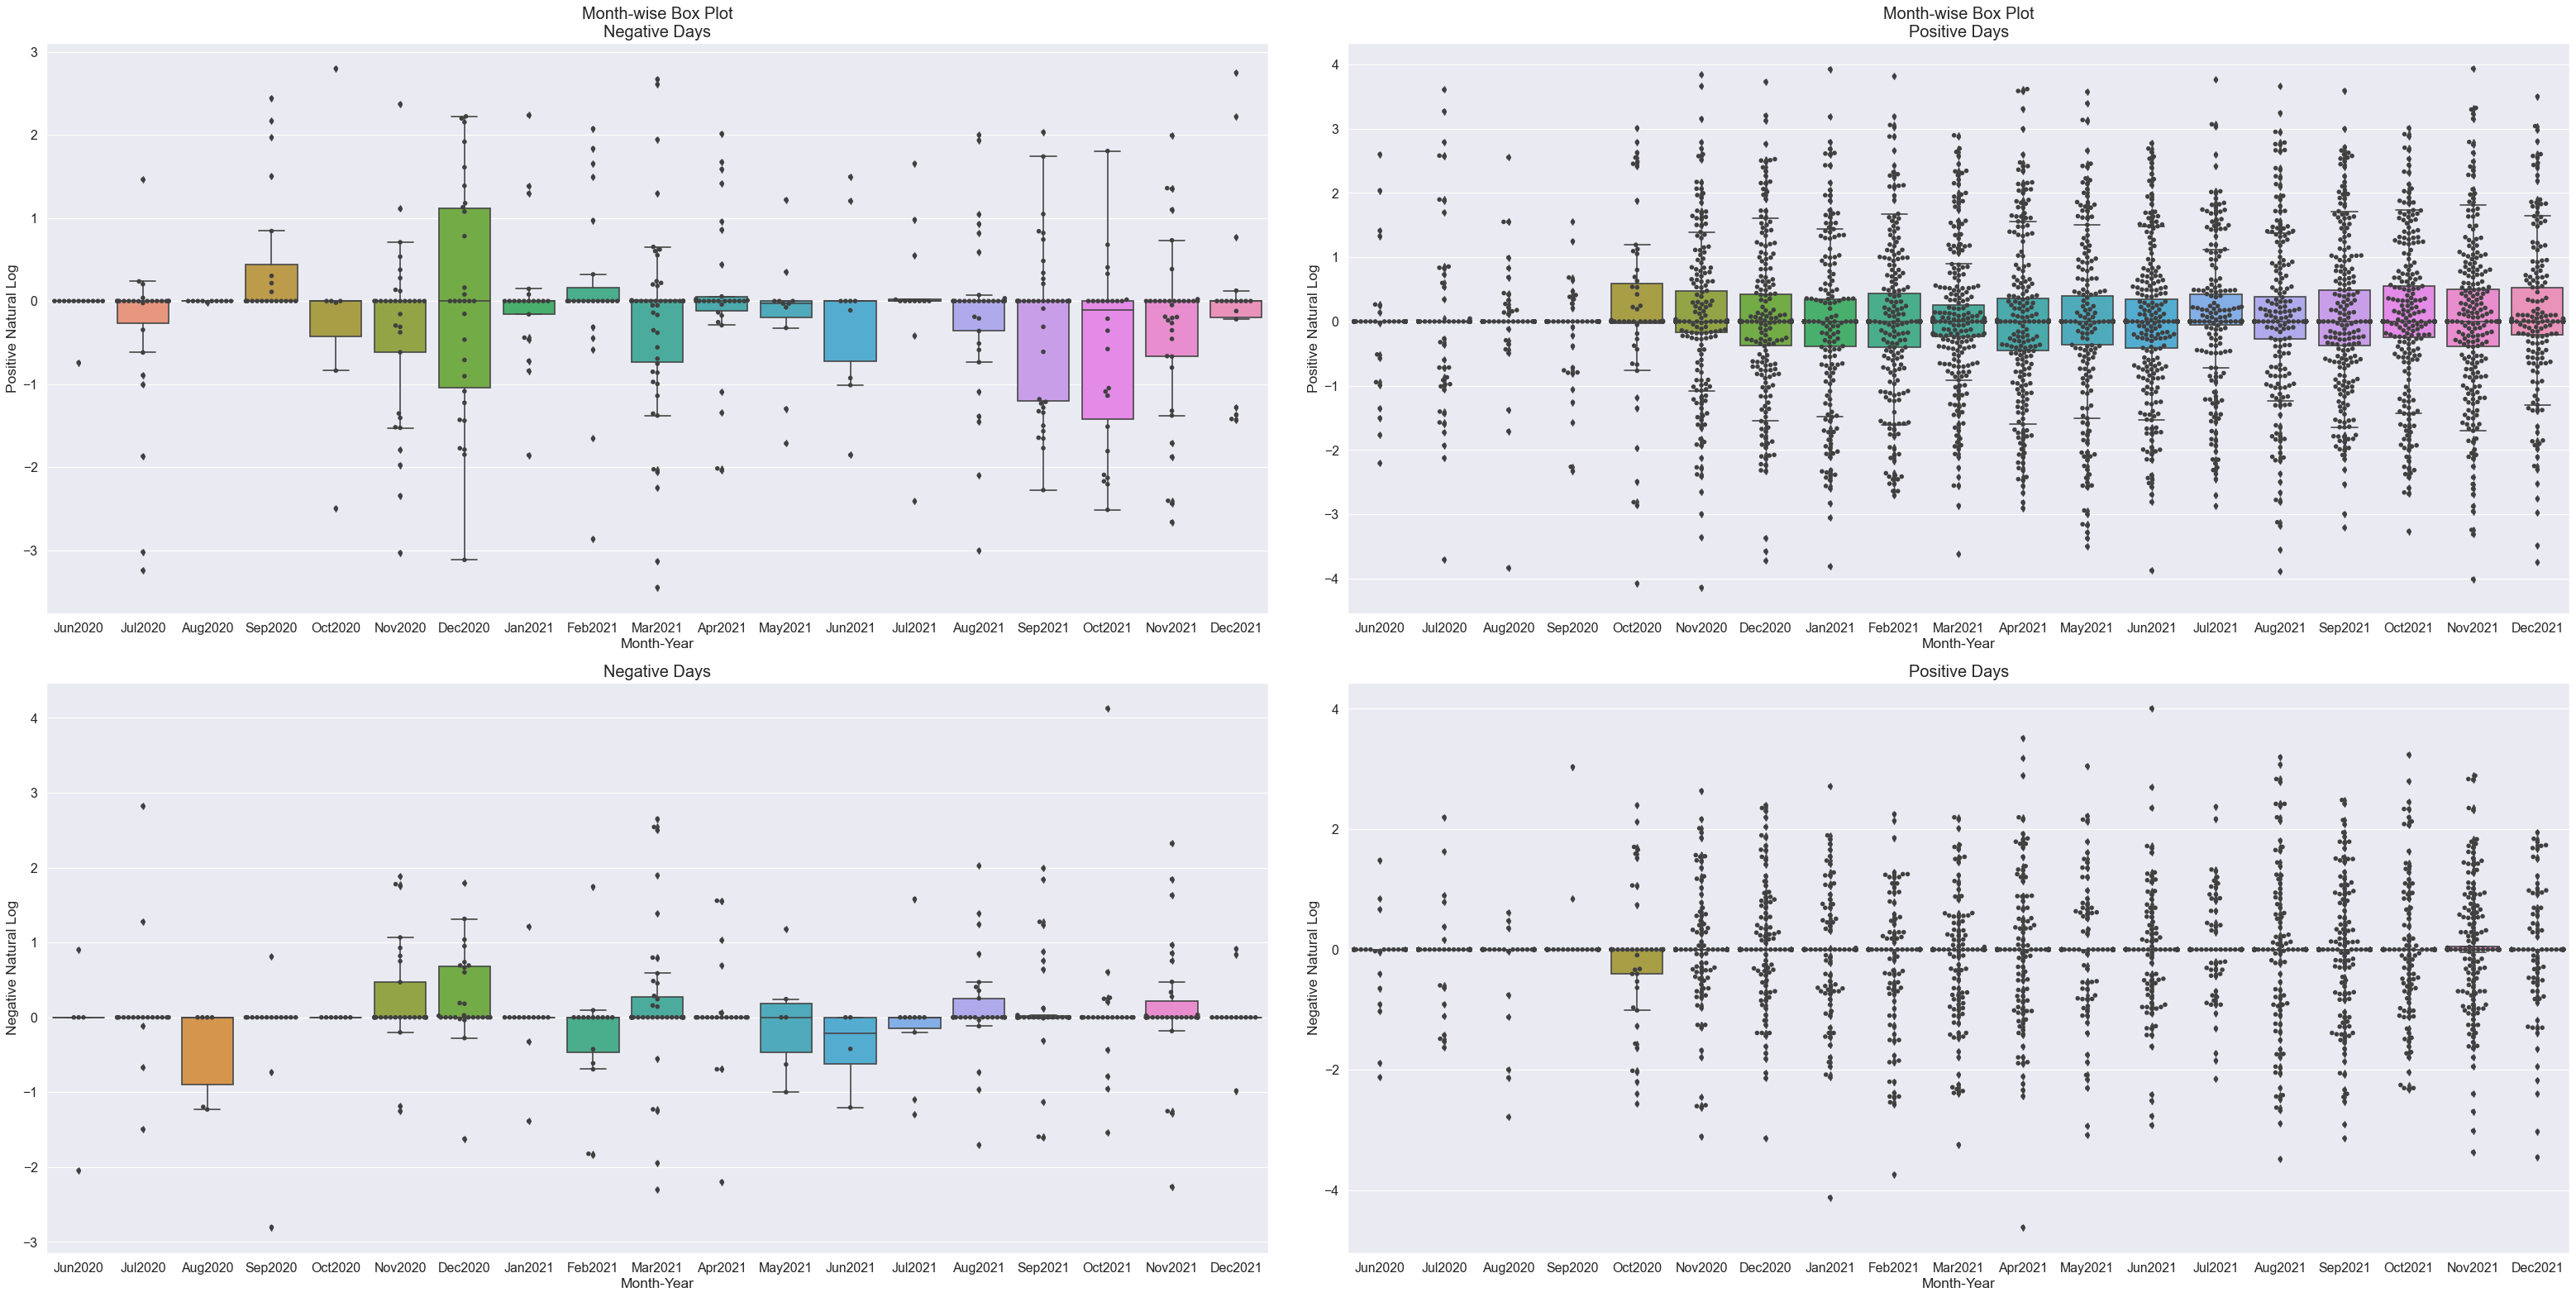 Month-wise Box Plot
Negative Days
Positive Natural Log
3
2
1
0
−1
−2
−3
Jun2020 Jul2020 Aug2020 Sep2020 Oct2020 Nov2020 Dec2020 Jan2021 Feb2021 Mar2021 Apr2021 May2021 Jun2021 Jul2021 Aug2021 Sep2021 Oct2021 Nov2021 Dec2021
Month-Year
Month-wise Box Plot
Positive Days
Positive Natural Log
4
3
2
1
0
−1
−2
−3
−4
Jun2020 Jul2020 Aug2020 Sep2020 Oct2020 Nov2020 Dec2020 Jan2021 Feb2021 Mar2021 Apr2021 May2021 Jun2021 Jul2021 Aug2021 Sep2021 Oct2021 Nov2021 Dec2021
Month-Year
Negative Days
Negative Natural Log
4
3
2
1
0
−1
−2
−3
Jun2020 Jul2020 Aug2020 Sep2020 Oct2020 Nov2020 Dec2020 Jan2021 Feb2021 Mar2021 Apr2021 May2021 Jun2021 Jul2021 Aug2021 Sep2021 Oct2021 Nov2021 Dec2021
Month-Year
Positive Days
Negative Natural Log
4
2
0
−2
−4
Jun2020 Jul2020 Aug2020 Sep2020 Oct2020 Nov2020 Dec2020 Jan2021 Feb2021 Mar2021 Apr2021 May2021 Jun2021 Jul2021 Aug2021 Sep2021 Oct2021 Nov2021 Dec2021
Month-Year